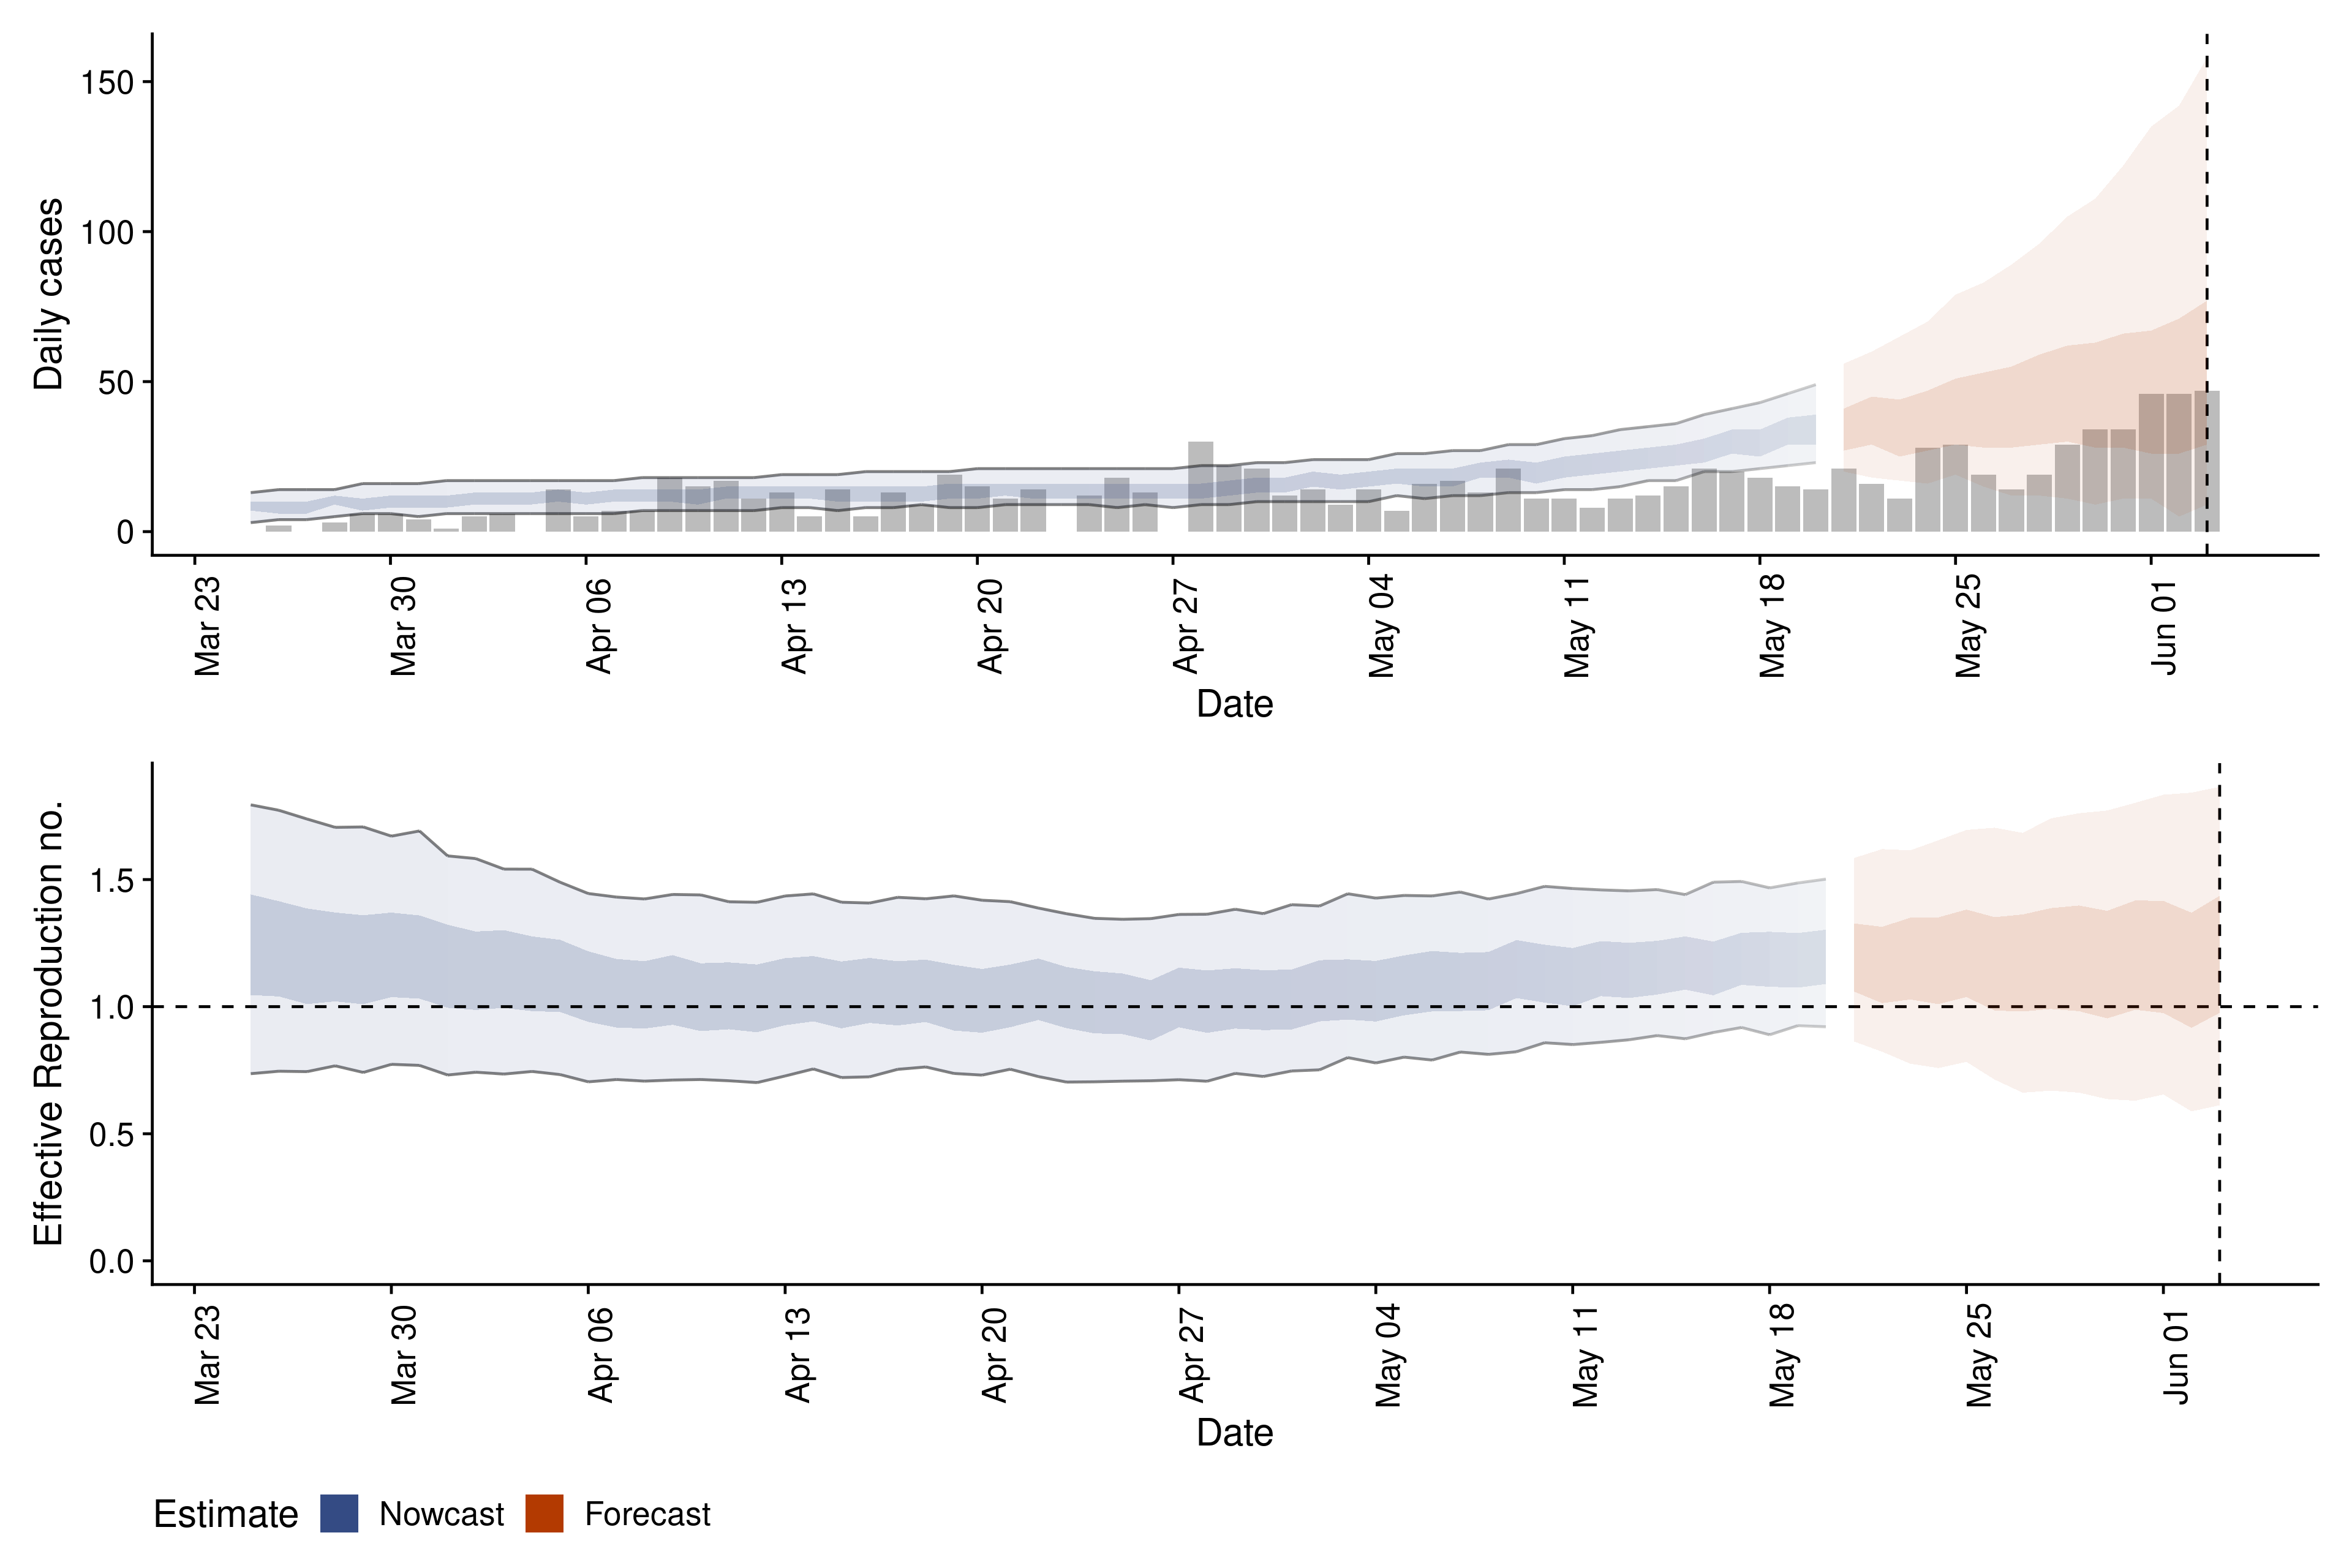 Daily cases
150
100
50
0
Mar 23
Mar 30
Apr 06
Apr 13
Apr 20
Apr 27
May 04
May 11
May 18
May 25
Jun 01
Date
Effective Reproduction no.
1.5
1.0
0.5
0.0
Mar 23
Mar 30
Apr 06
Apr 13
Apr 20
Apr 27
May 04
May 11
May 18
May 25
Jun 01
Date
Estimate Nowcast Forecast